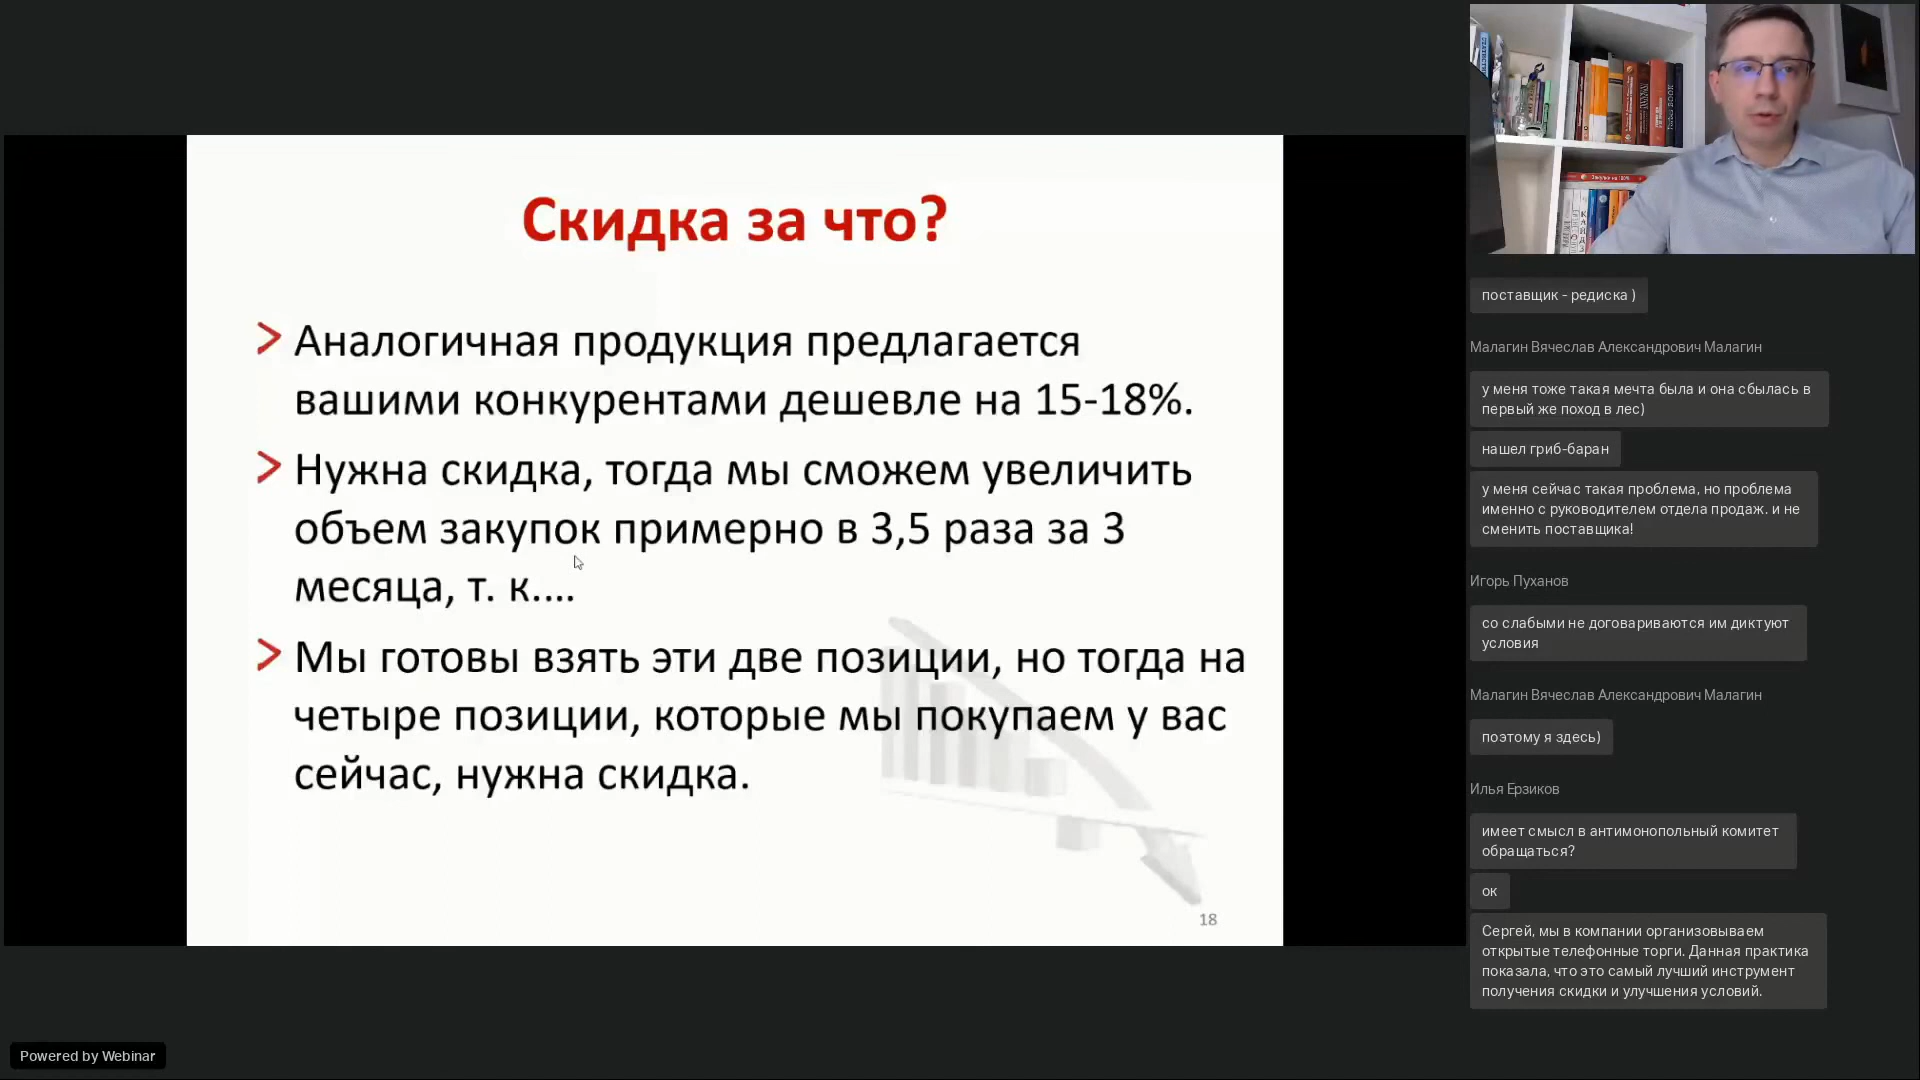 Скидка за что?
> Аналогичная продукция предлагается
вашими конкурентами дешевле на 15-18%.
> Нужна скидка, тогда мы сможем увеличить
объем закупок примерно в 3,5 раза за 3
месяца, т. к....
> Мы готовы взять эти две позиции, но тогда на
четыре позиции, которые мы покупаем у вас
сейчас, нужна скидка.
18
поставщик - редиска )
Малагин Вячеслав Александрович Малагин
у меня тоже такая мечта была и она сбылась в
первый же поход в лес)
нашел гриб-баран
у меня сейчас такая проблема, но проблема
именно с руководителем отдела продаж. и не
сменить поставщика!
Игорь Пуханов
со слабыми не договариваются им диктуют
условия
Малагин Вячеслав Александрович Малагин
поэтому я здесь)
Илья Ерзиков
имеет смысл в антимонопольный комитет
обращаться?
ок
Сергей, мы в компании организовываем
открытые телефонные торги. Данная практика
показала, что это самый лучший инструмент
получения скидки и улучшения условий.
Powered by Webinar